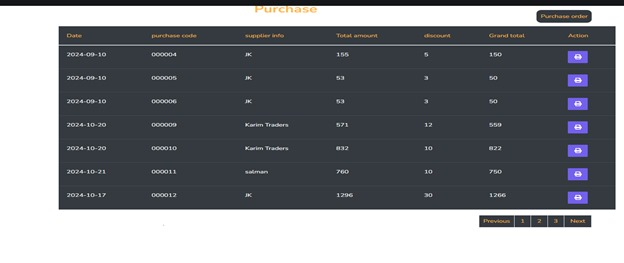 Purchase
Purchase order
Date purchase code supplier info Total amount discount Grand total Action
2024-09-10 000004 JK 155 5 150
2024-09-10 000005 JK 53 3 50
2024-09-10 000006 JK 53 3 50
2024-10-20 000009 Karim Traders 571 12 559
2024-10-20 000010 Karim Traders 832 10 822
2024-10-21 000011 salman 760 10 750
2024-10-17 000012 JK 1296 30 1266
Previous 1 2 3 Next